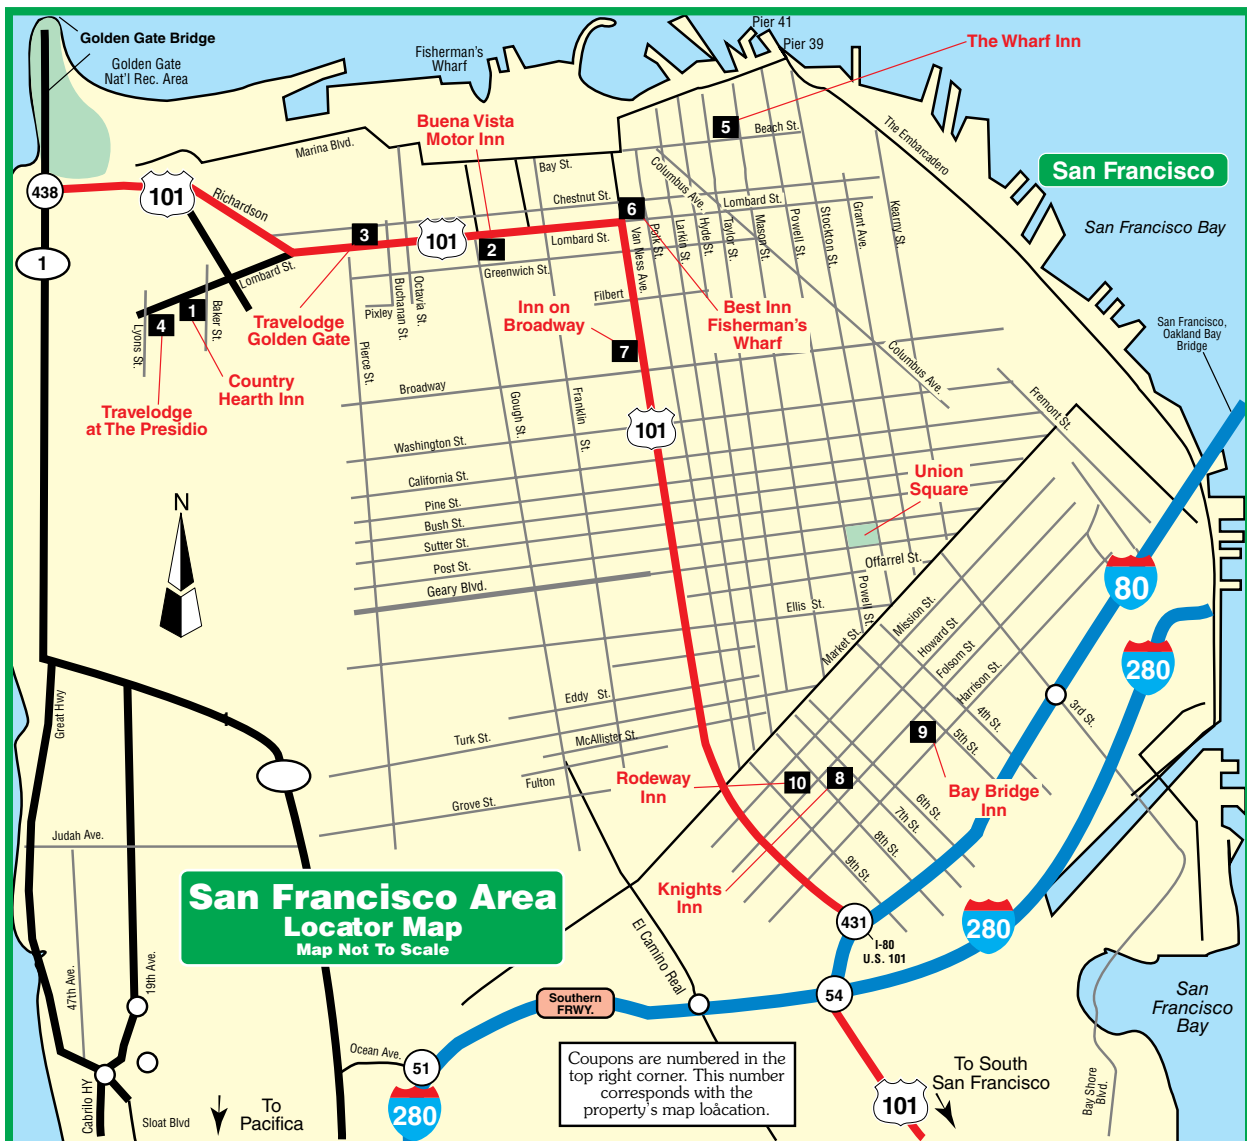 Pier 41
Golden Gate Bridge
Pier 39
The Wharf Inn
Fisherman's
Wharf
Golden Gate
Nat'l Rec. Area
Buena Vista
Motor Inn
5
Beach St.
The Embarcadero
Marina Blvd.
Bay St.
Columbus Ave.
San Francisco
438
101
Richardson
Chestnut St.
6
Lombard St.
San Francisco Bay
3
101
2
Lombard St.
Van Ness Ave.
Polk St.
Larkin St.
Hyde St.
Taylor St.
Mason St.
Powell St.
Stockton St.
Grant Ave.
Kearny St.
1
Lombard St.
Greenwich St.
Buchanan St.
Octavia St.
Filbert
Pixley
1
4
Lyons St.
Baker St.
Travelodge
Golden Gate
Inn on
Broadway
7
Best Inn
Fisherman's
Wharf
San Francisco,
Oakland Bay
Bridge
Pierce St.
Columbus Ave.
Country
Hearth Inn
Travelodge
at The Presidio
Broadway
Gough St.
Franklin
St.
101
Fremont St.
Washington St.
California St.
Union
Square
N
Pine St.
Bush St.
Sutter St.
Post St.
Geary Blvd.
Offarrel St.
80
Powell St.
Ellis St.
Market St.
Mission St.
Howard St
Folsom St
Harrison St.
280
Great Hwy
Eddy St.
Turk St.
McAllister St.
4th St.
3rd St.
5th St.
9
Rodeway
Inn
10
8
Bay Bridge
Inn
Fulton
Grove St.
6th St.
7th St.
8th St.
9th St.
Judah Ave.
San Francisco Area
Locator Map
Map Not To Scale
Knights
Inn
431
I-80
U.S. 101
280
El Camino Real
47th Ave.
19th Ave.
54
Southern
FRWY.
San
Francisco
Bay
Ocean Ave.
51
280
Coupons are numbered in the
top right corner. This number
corresponds with the
property's map loåcation.
To South
San Francisco
101
Bay Shore
Blvd.
Cabrilo HY
Sloat Blvd
To
Pacifica